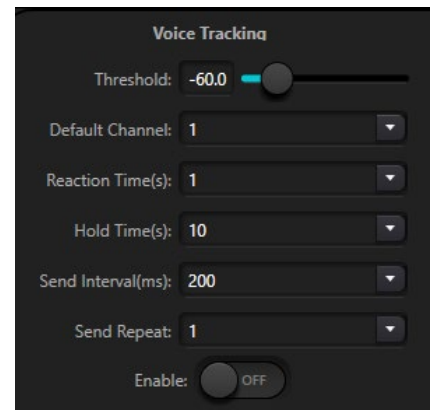 Voice Tracking
Threshold: -60.0
Default Channel: 1
Reaction Time(s): 1
Hold Time(s): 10
Send Interval(ms): 200
Send Repeat: 1
Enable: OFF